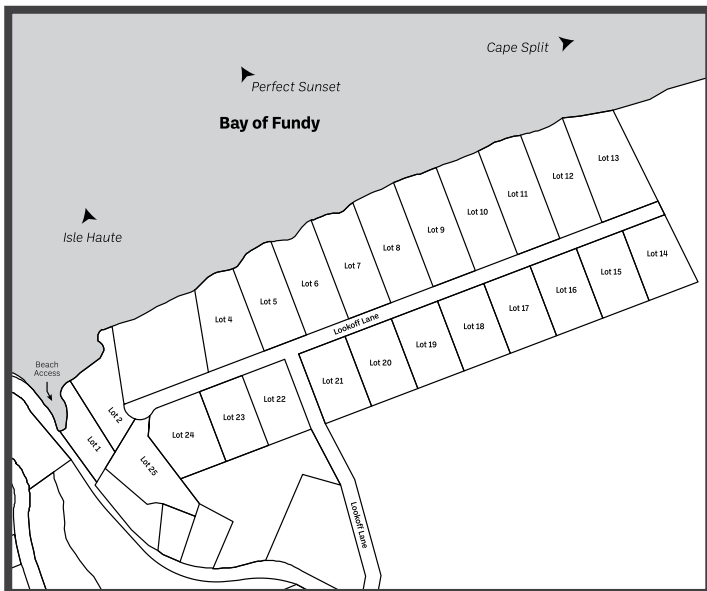 Cape Split
Perfect Sunset
Bay of Fundy
Isle Haute
Beach
Access
Lot 13
Lot 12
Lot 11
Lot 10
Lot 9
Lot 8
Lot 7
Lot 6
Lot 5
Lot 4
Lookoff Lane
Lot 14
Lot 15
Lot 16
Lot 17
Lot 18
Lot 19
Lot 20
Lot 21
Lot 22
Lot 23
Lot 24
Lot 2
Lot 1
Lot 25
Lookoff Lane